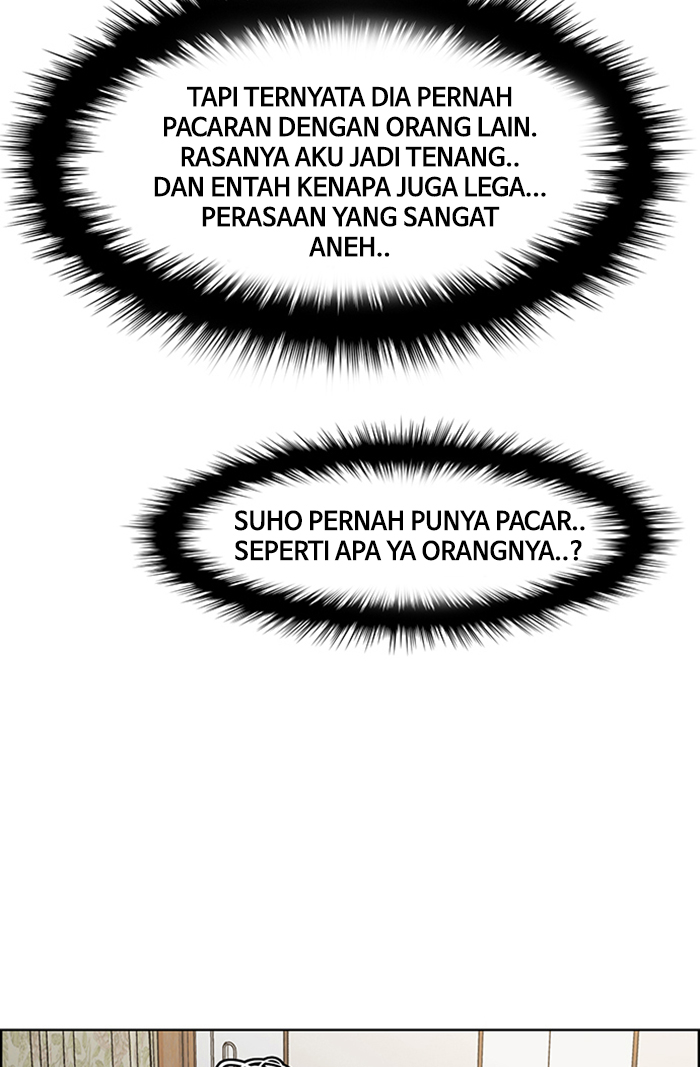 TAPI TERNYATA DIA PERNAH
PACARAN DENGAN ORANG LAIN.
RASANYA AKU JADI TENANG..
DAN ENTAH KENAPA JUGA LEGA...
PERASAAN YANG SANGAT
ANEH..
SUHO PERNAH PUNYA PACAR..
SEPERTI APA YA ORANGNYA..?